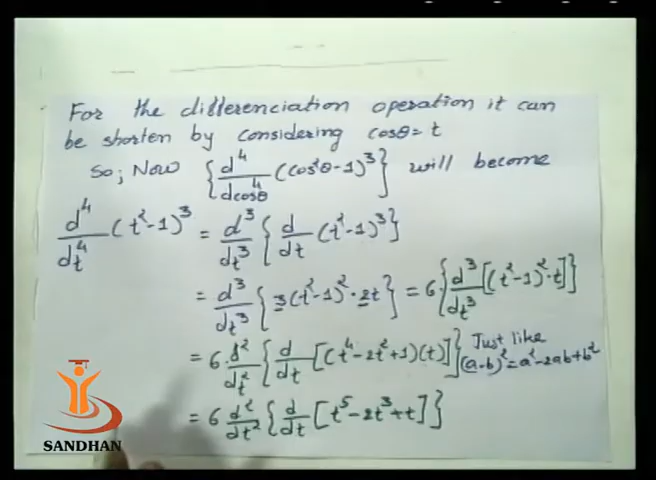 For the differenciation operation it can
be shorten by considering cosθ = t
So; Now {d⁴/dcosθ⁴ (cos²θ-1)³} will become
d⁴/dt⁴ (t²-1)³ = d³/dt³ {d/dt (t²-1)³}
= d³/dt³ {3(t²-1)²·2t} = 6·{d³/dt³ [(t²-1)²·t]}
= 6·d²/dt² {d/dt [(t⁴-2t²+1)(t)]} Just like
(a-b)² = a²-2ab+b²
= 6 d²/dt² {d/dt [t⁵-2t³+t]}
SANDHAN